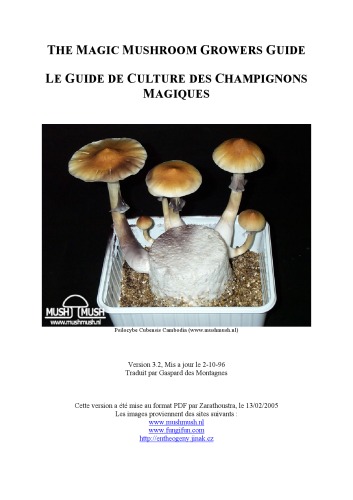 THE MAGIC MUSHROOM GROWERS GUIDE
LE GUIDE DE CULTURE DES CHAMPIGNONS
MAGIQUES
MUSH MUSH
www.mushmush.nl
Psilocybe Cubensis Cambodia (www.mushmush.nl)
Version 3.2, Mis a jour le 2-10-96
Traduit par Gaspard des Montagnes
Cette version a été mise au format PDF par Zarathoustra, le 13/02/2005
Les images proviennent des sites suivants :
www.mushmush.nl
www.fungifun.com
http://entheogeny.jinak.cz